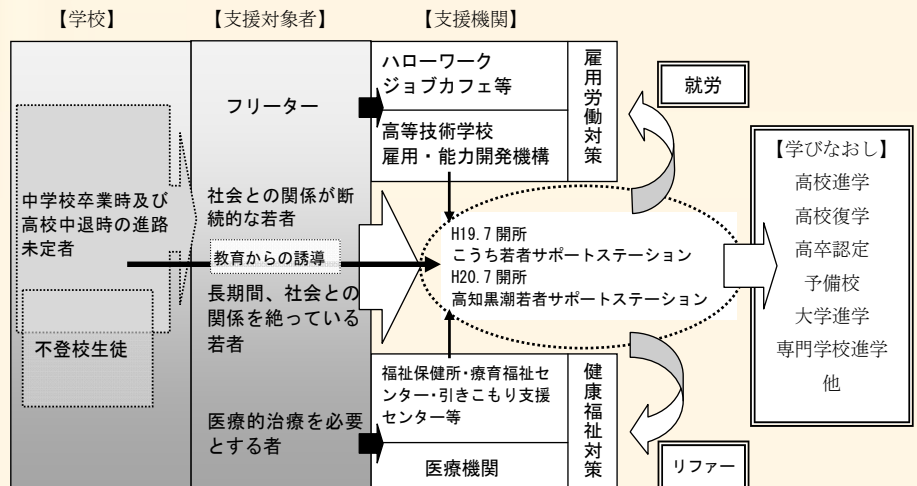 【学校】
【支援対象者】
【支援機関】
中学校卒業時及び
高校中退時の進路
未定者
不登校生徒
フリーター
社会との関係が断
続的な若者
教育からの誘導
長期間、社会との
関係を絶っている
若者
医療的治療を必要
とする者
ハローワーク
ジョブカフェ等
高等技術学校
雇用・能力開発機構
雇用労働対策
H19.7 開所
こうち若者サポートステーション
H20.7 開所
高知黒潮若者サポートステーション
福祉保健所・療育福祉セ
ンター・引きこもり支援
センター等
医療機関
健康福祉対策
就労
リファー
【学びなおし】
高校進学
高校復学
高卒認定
予備校
大学進学
専門学校進学
他